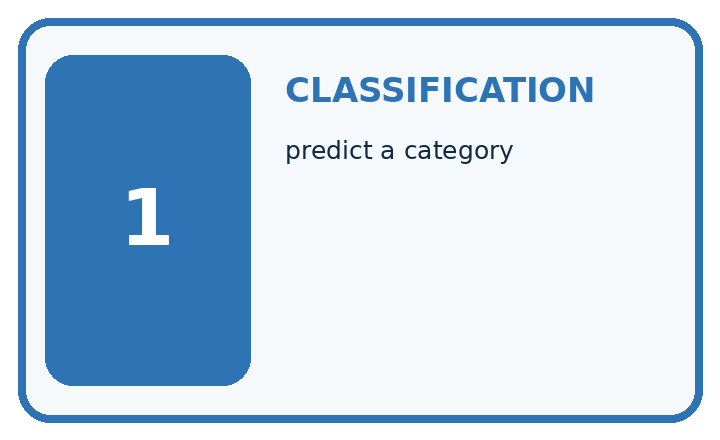 1
CLASSIFICATION
predict a category